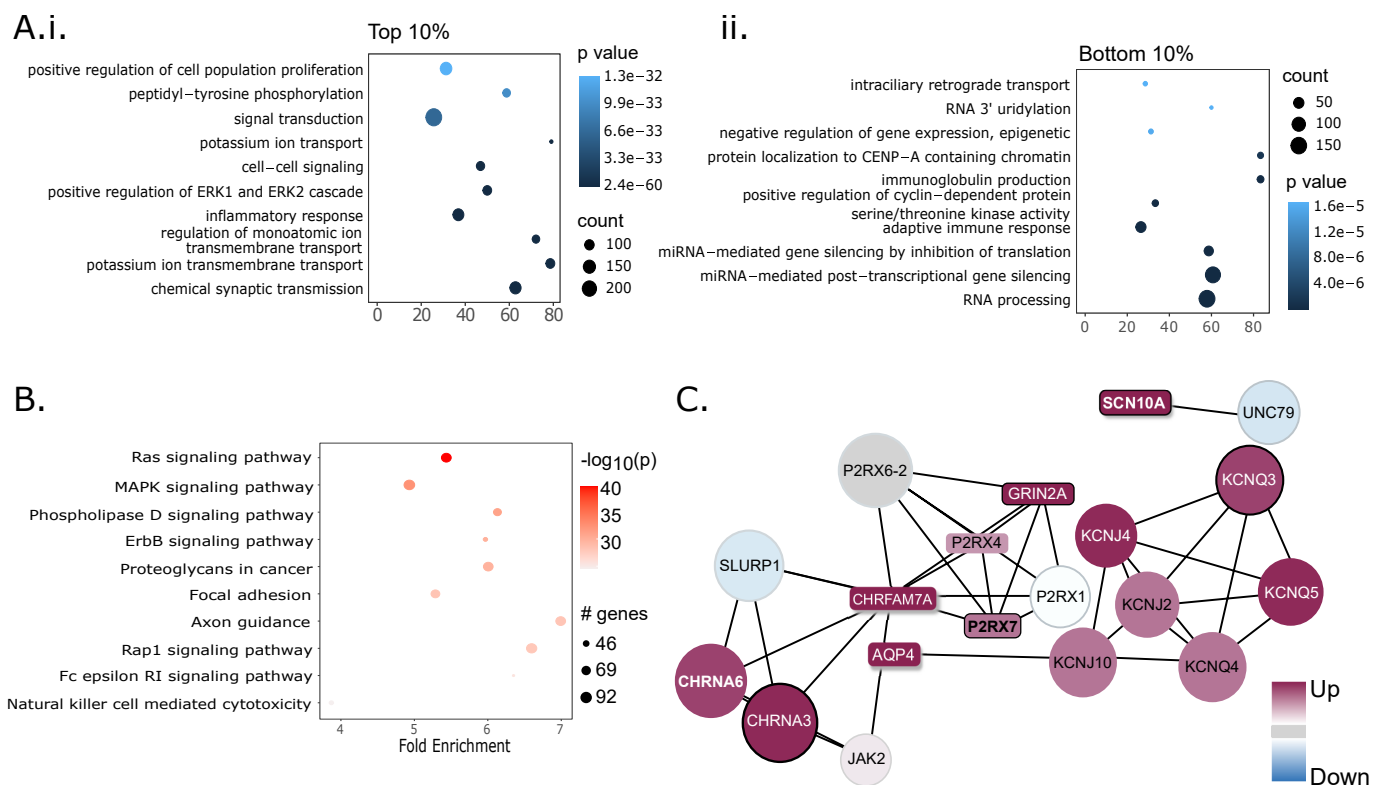 A.i.
Top 10%
positive regulation of cell population proliferation
peptidyl−tyrosine phosphorylation
signal transduction
potassium ion transport
cell−cell signaling
positive regulation of ERK1 and ERK2 cascade
inflammatory response
regulation of monoatomic ion
transmembrane transport
potassium ion transmembrane transport
chemical synaptic transmission
0 20 40 60 80
p value
1.3e−32
9.9e−33
6.6e−33
3.3e−33
2.4e−60
count
100
150
200
ii.
Bottom 10%
intraciliary retrograde transport
RNA 3' uridylation
negative regulation of gene expression, epigenetic
protein localization to CENP−A containing chromatin
immunoglobulin production
positive regulation of cyclin−dependent protein
serine/threonine kinase activity
adaptive immune response
miRNA−mediated gene silencing by inhibition of translation
miRNA−mediated post−transcriptional gene silencing
RNA processing
0 20 40 60 80
count
50
100
150
p value
1.6e−5
1.2e−5
8.0e−6
4.0e−6
B.
Ras signaling pathway
MAPK signaling pathway
Phospholipase D signaling pathway
ErbB signaling pathway
Proteoglycans in cancer
Focal adhesion
Axon guidance
Rap1 signaling pathway
Fc epsilon RI signaling pathway
Natural killer cell mediated cytotoxicity
4 5 6 7
Fold Enrichment
-log10(p)
40
35
30
# genes
46
69
92
C.
SCN10A
UNC79
P2RX6-2
KCNQ3
GRIN2A
KCNJ4
P2RX4
SLURP1
P2RX1
KCNQ5
CHRFAM7A
KCNJ2
P2RX7
AQP4
KCNJ10
KCNQ4
CHRNA6
CHRNA3
JAK2
Up
Down